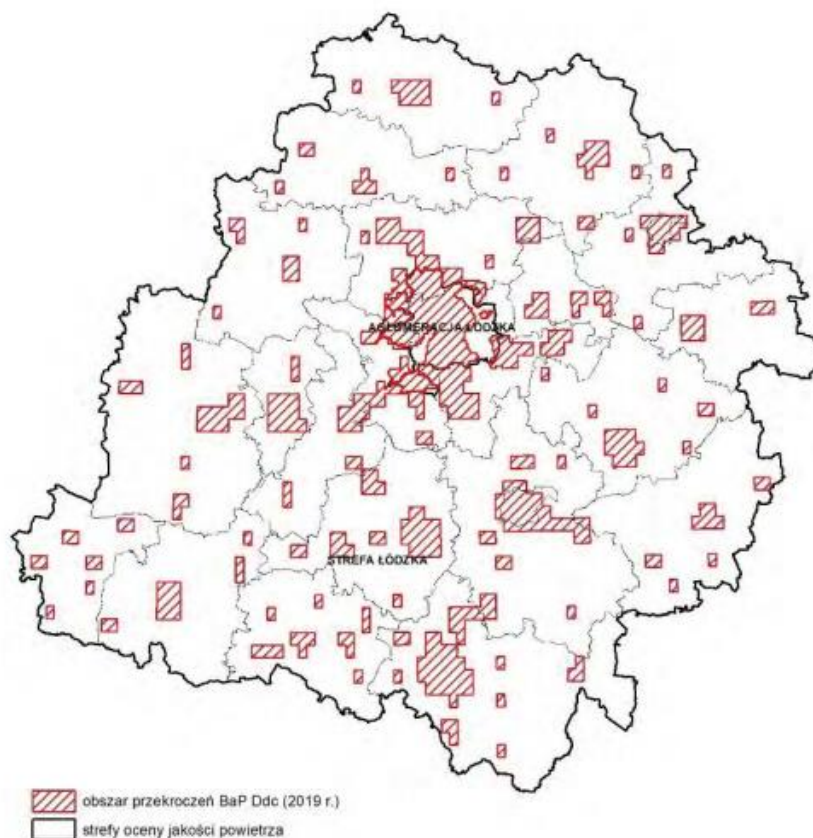 AGLOMERACJA ŁÓDZKA
STREFA ŁÓDZKA
obszar przekroczeń BaP Ddc (2019 r.)
strefy oceny jakości powietrza